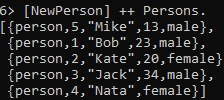 6> [NewPerson] ++ Persons.
[{person,5,"Mike",13,male},
 {person,1,"Bob",23,male},
 {person,2,"Kate",20,female}
 {person,3,"Jack",34,male},
 {person,4,"Nata",female}]